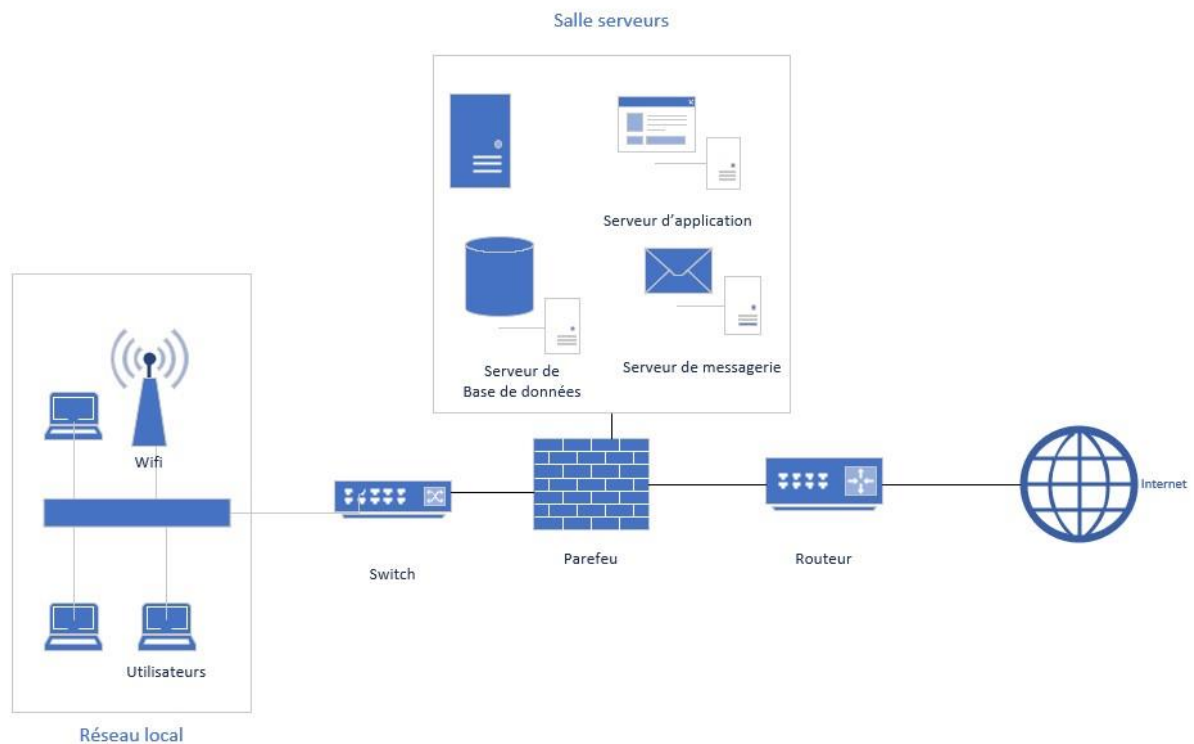 Salle serveurs
Serveur d'application
Serveur de
Base de données
Serveur de messagerie
Wifi
Switch
Parefeu
Routeur
Internet
Utilisateurs
Réseau local